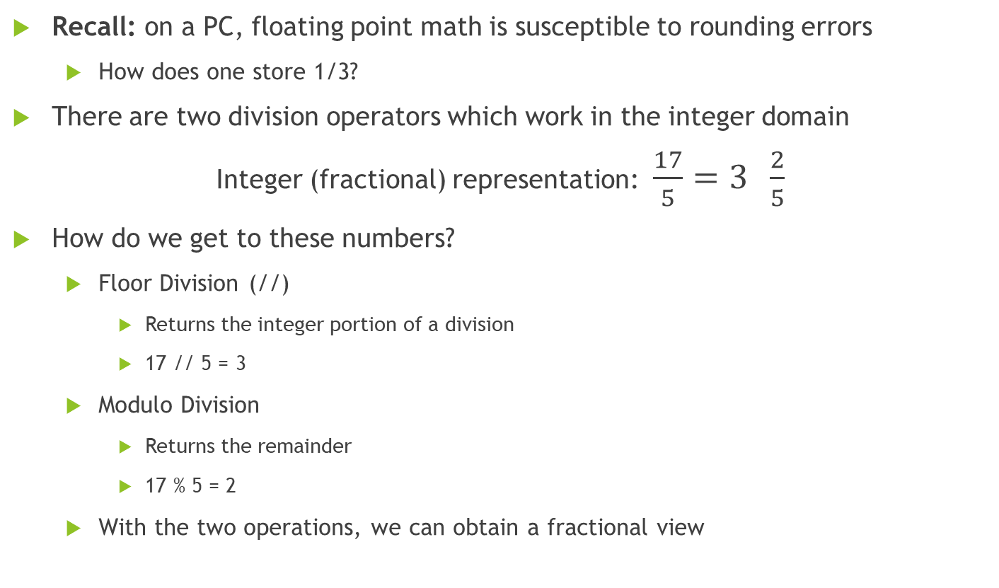 Recall: on a PC, floating point math is susceptible to rounding errors
How does one store 1/3?
There are two division operators which work in the integer domain
Integer (fractional) representation: 17/5 = 3 2/5
How do we get to these numbers?
Floor Division (//)
Returns the integer portion of a division
17 // 5 = 3
Modulo Division
Returns the remainder
17 % 5 = 2
With the two operations, we can obtain a fractional view